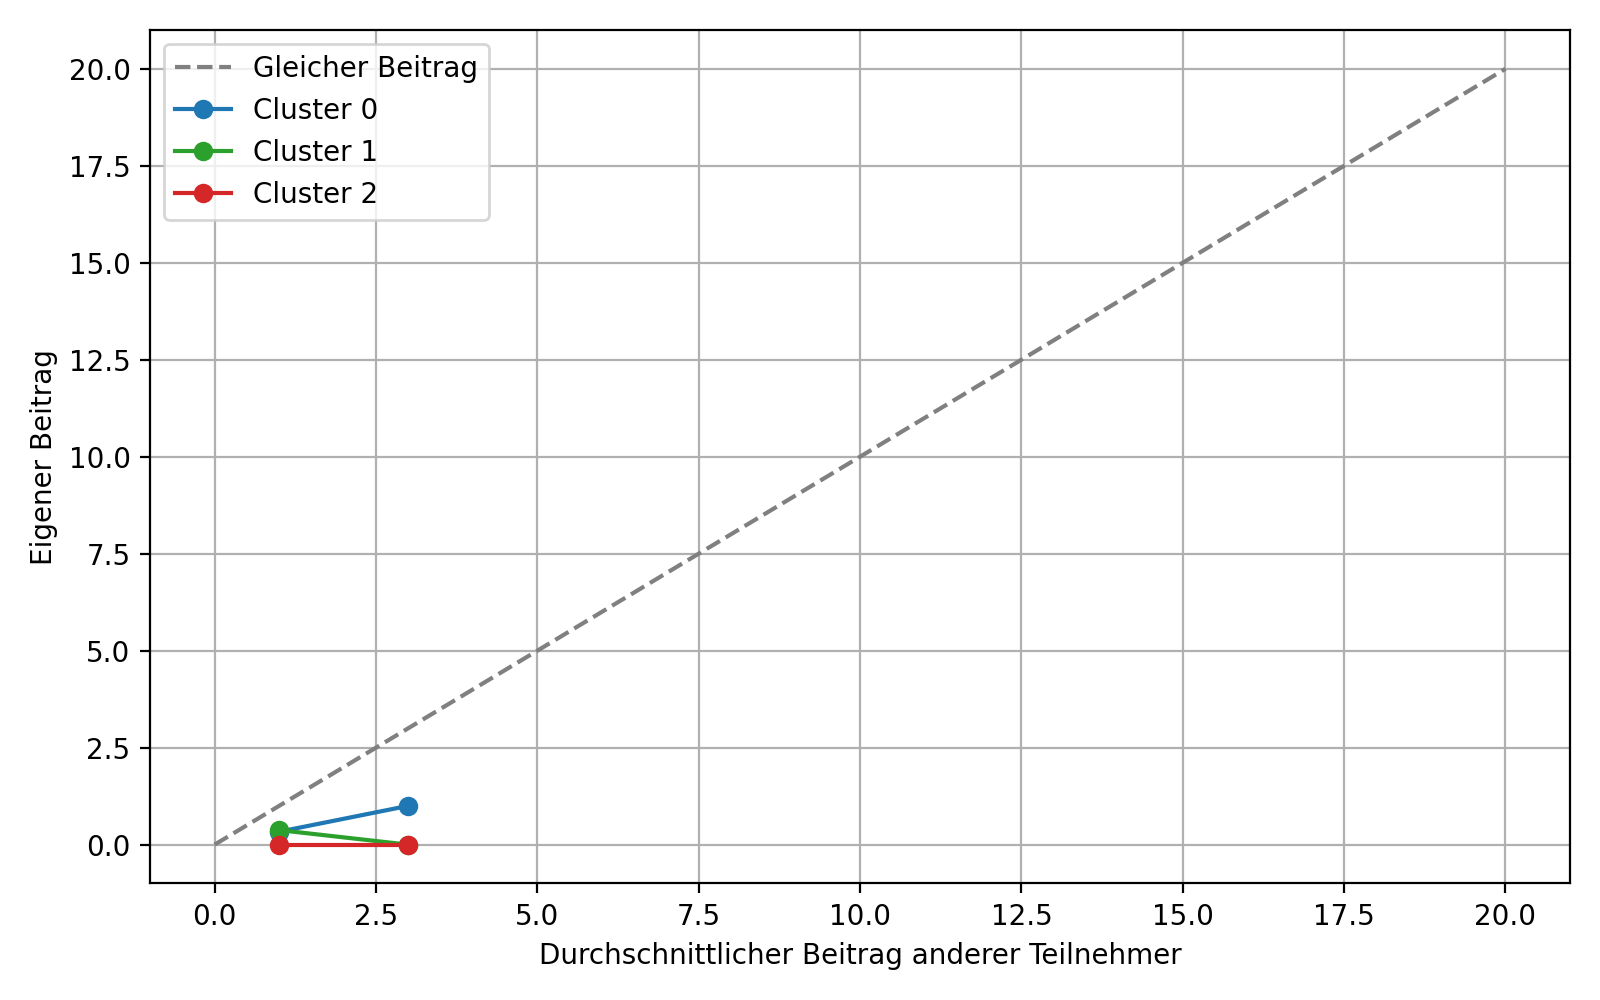 Gleicher Beitrag
Cluster 0
Cluster 1
Cluster 2
20.0
17.5
15.0
12.5
10.0
7.5
5.0
2.5
0.0
Eigener Beitrag
0.0 2.5 5.0 7.5 10.0 12.5 15.0 17.5 20.0
Durchschnittlicher Beitrag anderer Teilnehmer